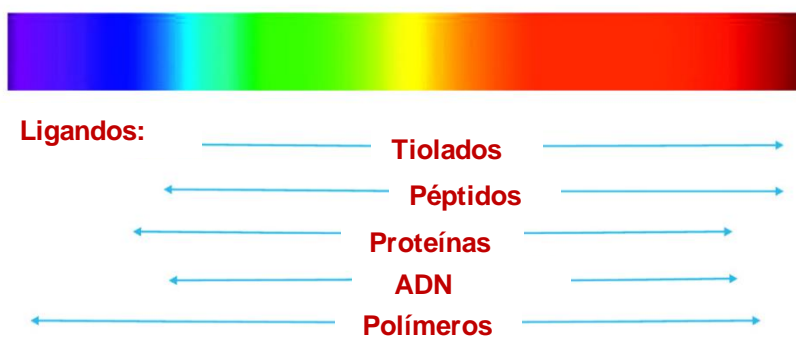 Ligandos:
Tiolados
Péptidos
Proteínas
ADN
Polímeros